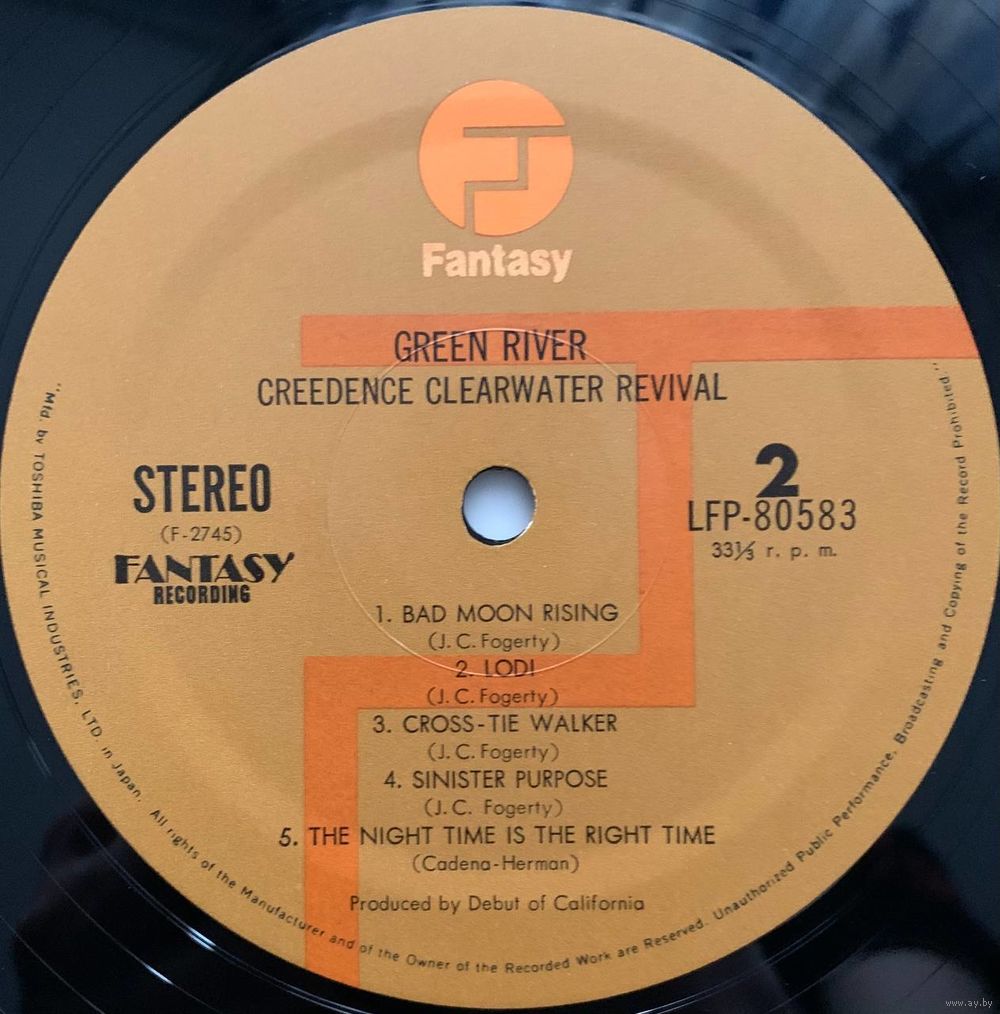 Fantasy
GREEN RIVER
CREEDENCE CLEARWATER REVIVAL
STEREO
(F-2745)
FANTASY
RECORDING
2
LFP-80583
33⅓ r. p. m.
1. BAD MOON RISING
(J. C. Fogerty)
2. LODI
(J. C. Fogerty)
3. CROSS-TIE WALKER
(J. C. Fogerty)
4. SINISTER PURPOSE
(J. C. Fogerty)
5. THE NIGHT TIME IS THE RIGHT TIME
(Cadena-Herman)
Produced by Debut of California
"Mfd. by TOSHIBA MUSICAL INDUSTRIES, LTD. in Japan. All rights of the Manufacturer and of the Owner of the Recorded Work are Reserved. Unauthorized Public Performance, Broadcasting and Copying of the Record Prohibited."
www.ay.by